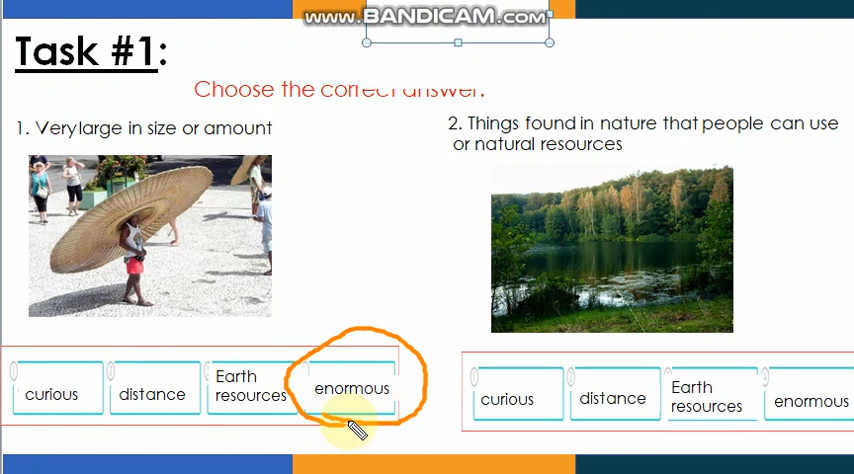 www.BANDICAM.com
Task #1:
Choose the correct answer.
1. Very large in size or amount
2. Things found in nature that people can use
or natural resources
curious
distance
Earth
resources
enormous
curious
distance
Earth
resources
enormous